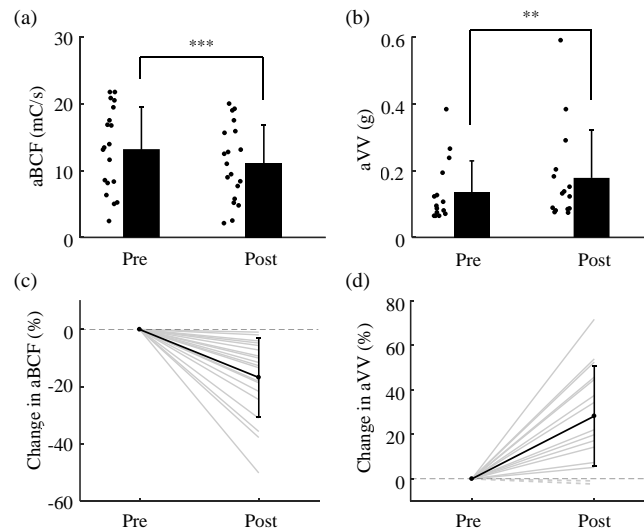 (a)
30
20
10
0
aBCF (mC/s)
***
Pre
Post
(b)
0.6
0.4
0.2
0
aVV (g)
**
Pre
Post
(c)
0
-20
-40
-60
Change in aBCF (%)
Pre
Post
(d)
80
60
40
20
0
Change in aVV (%)
Pre
Post